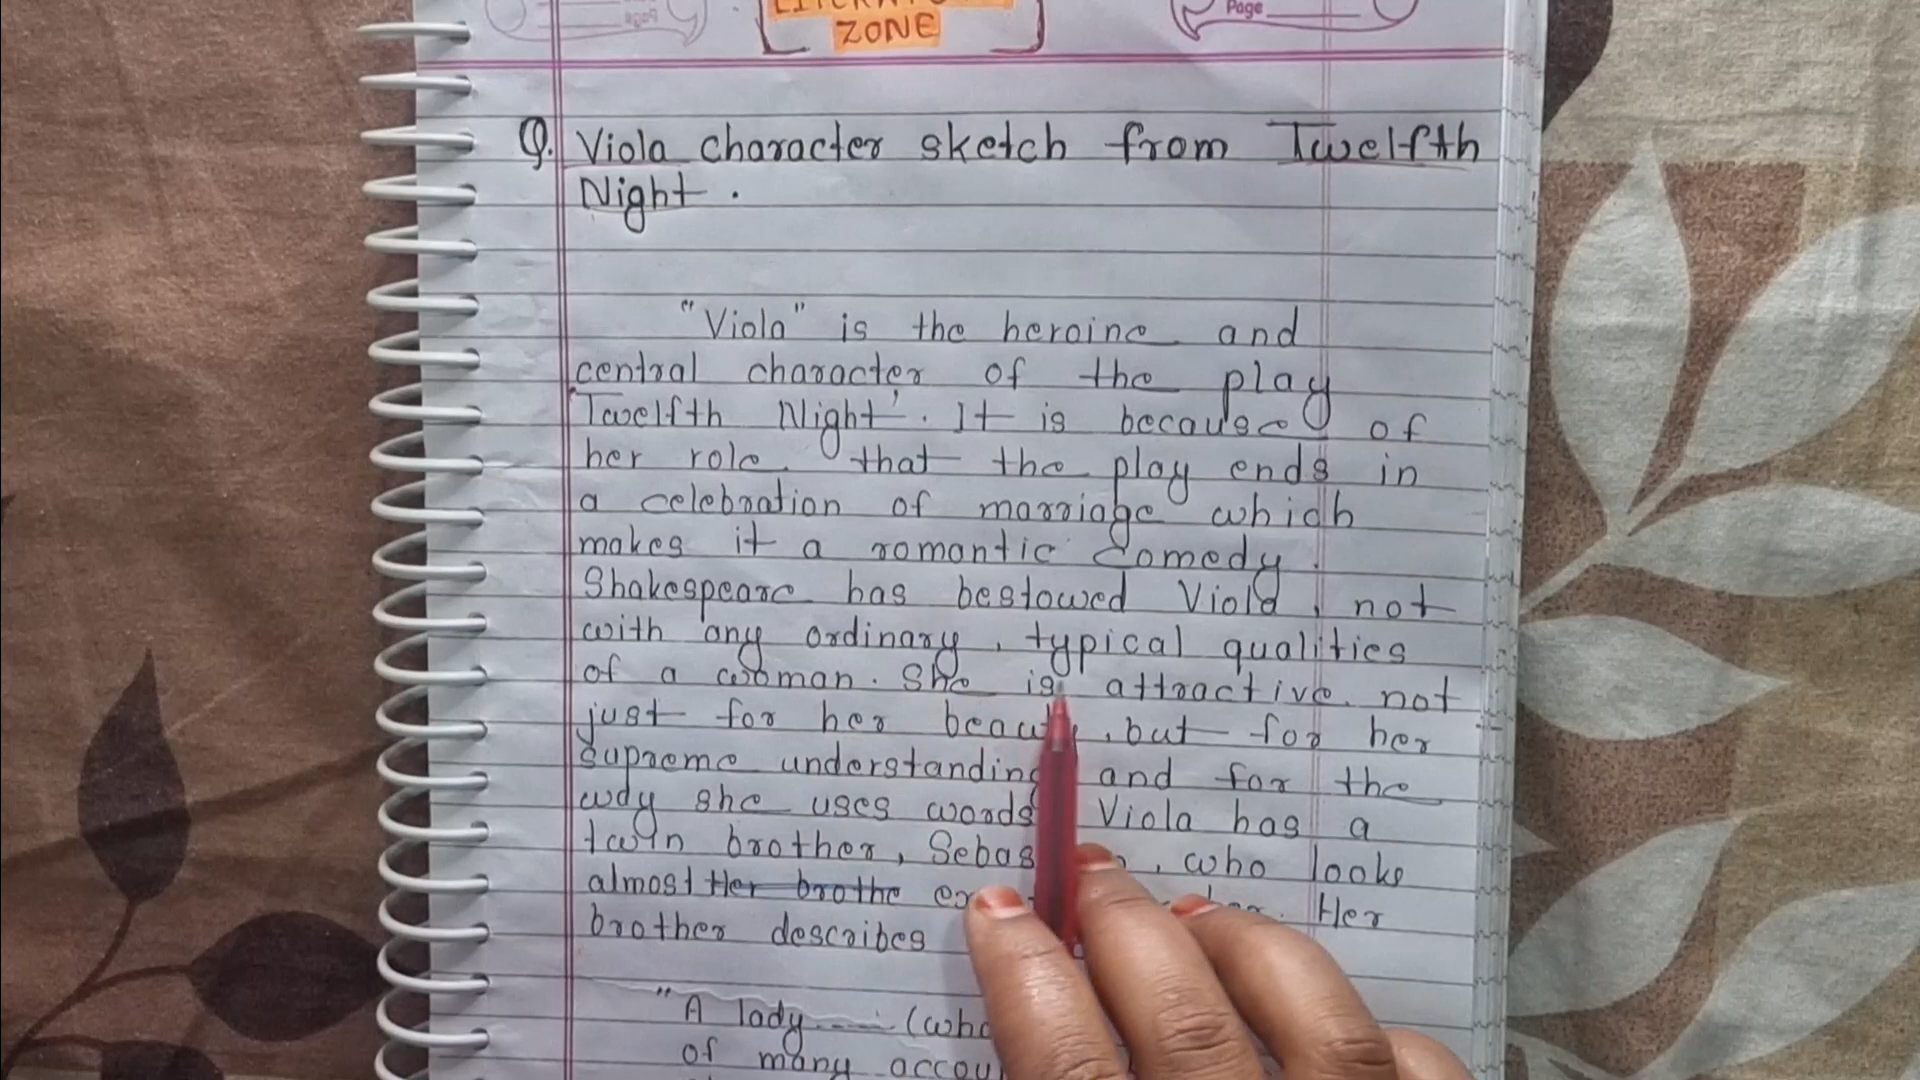 Page
Page
ZONE
Q. Viola character sketch from Twelfth
Night.
"Viola" is the heroine and
central character of the play
'Twelfth Night'. It is because of
her role that the play ends in
a celebration of marriage which
makes it a romantic comedy.
Shakespeare has bestowed Viola, not
with any ordinary, typical qualities
of a woman. She is attractive not
just for her beauty, but for her
supreme understanding and for the
way she uses words Viola has a
twin brother, who looks
almost Her brothe Her
brother describes
"A lady
of many